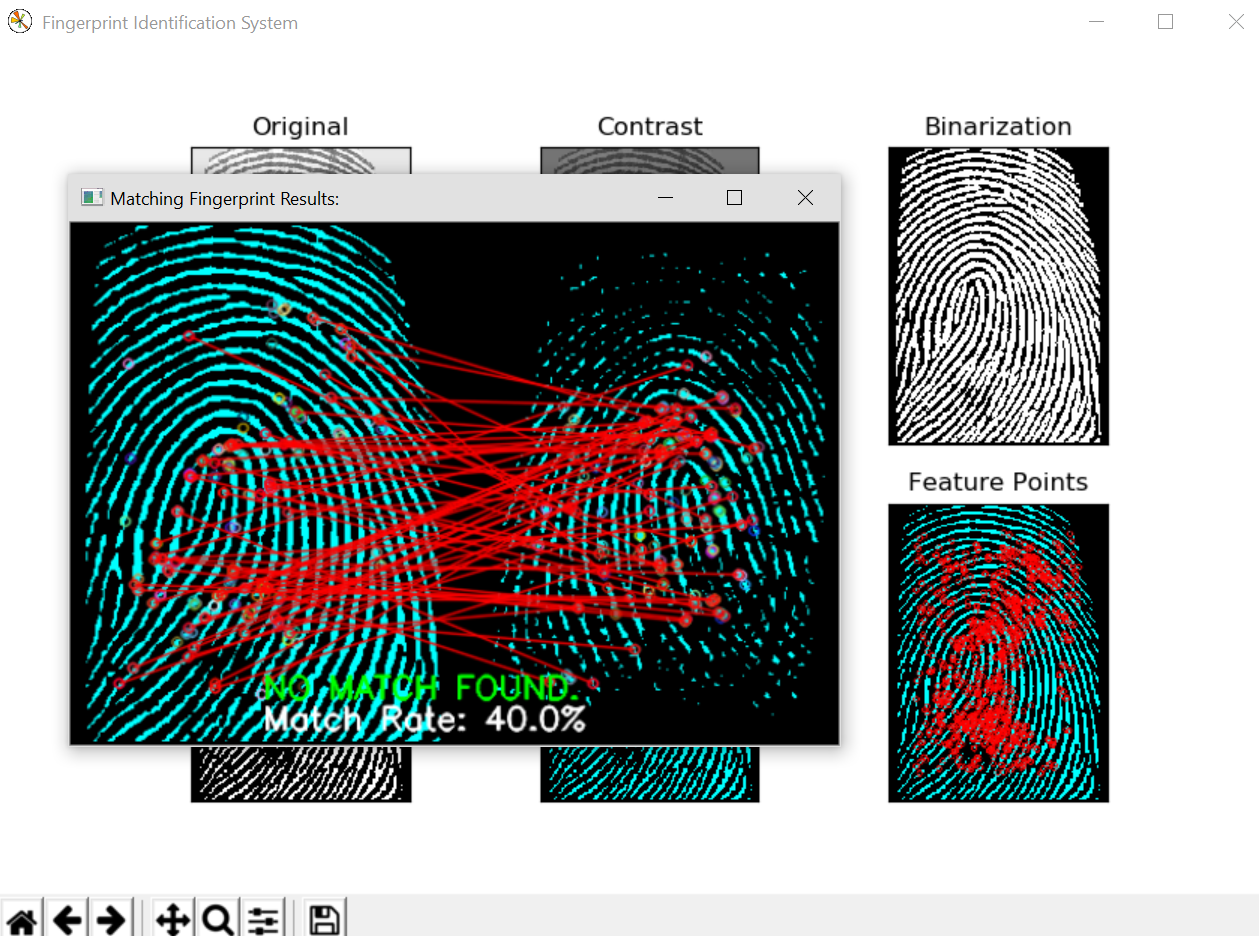 Fingerprint Identification System
Original
Contrast
Binarization
Matching Fingerprint Results:
Feature Points
NO MATCH FOUND.
Match Rate: 40.0%